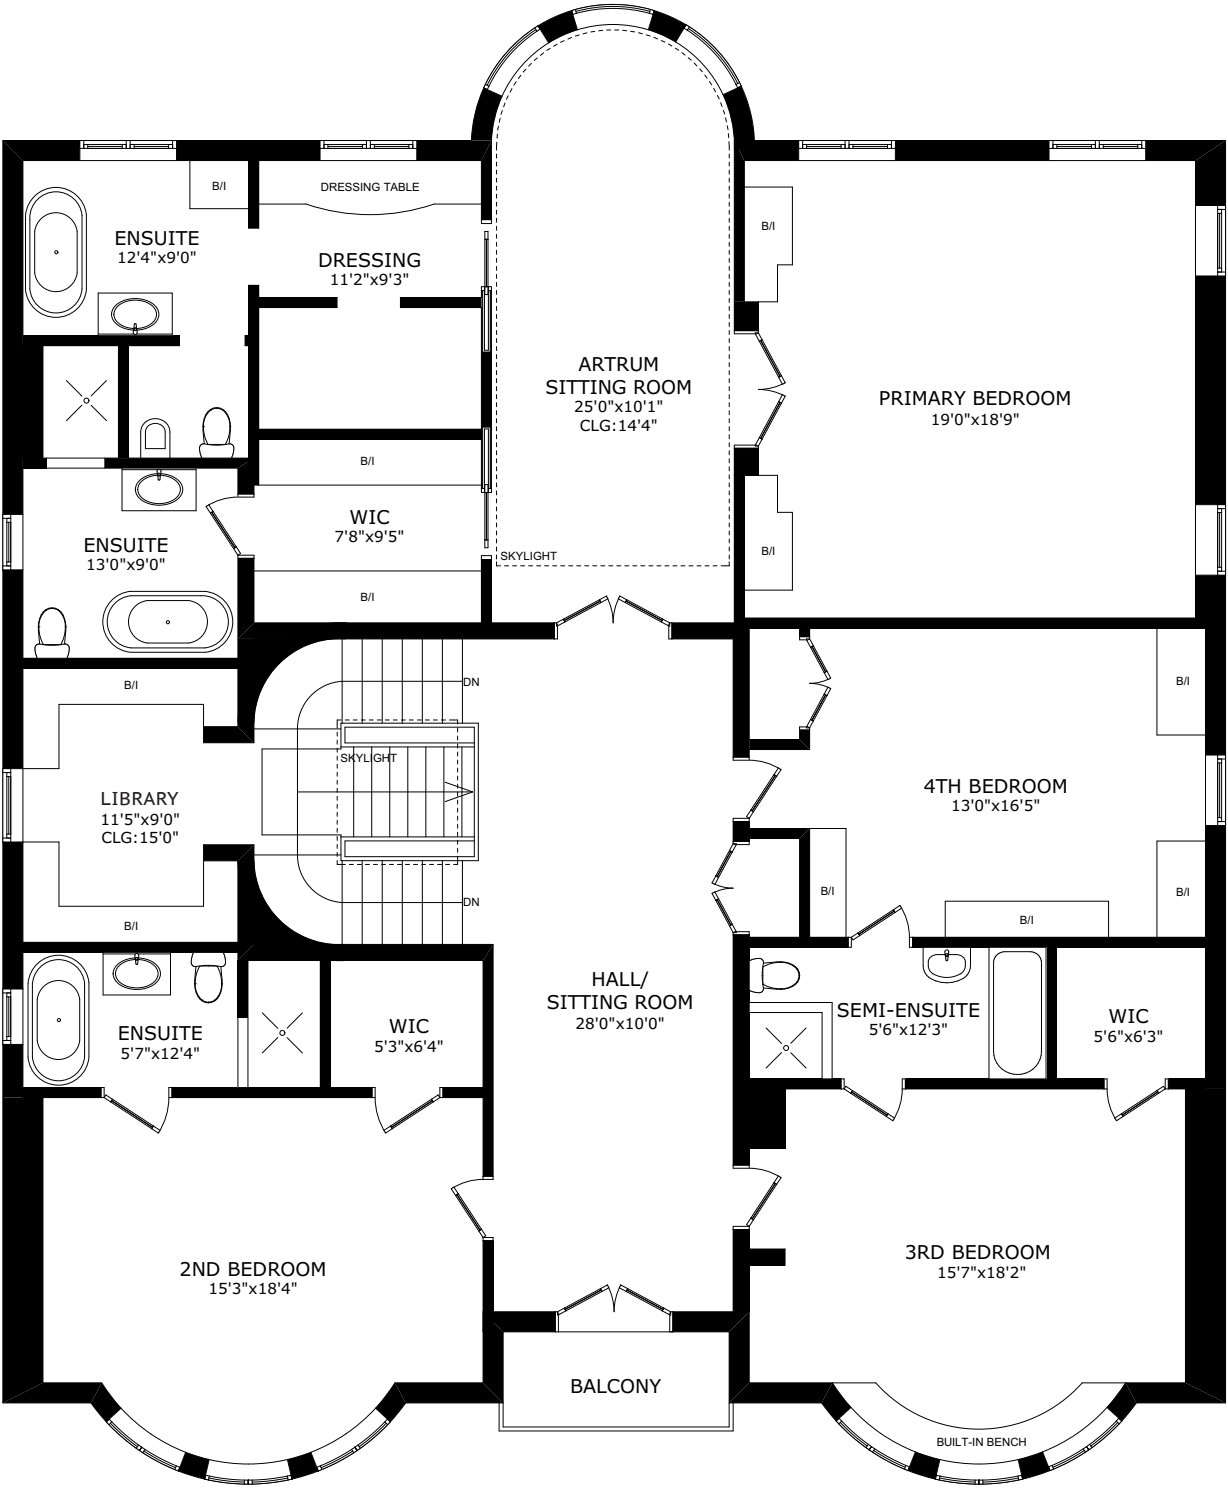 B/I
DRESSING TABLE
ENSUITE
12'4"x9'0"
DRESSING
11'2"x9'3"
B/I
ARTRUM
SITTING ROOM
25'0"x10'1"
CLG:14'4"
PRIMARY BEDROOM
19'0"x18'9"
B/I
WIC
7'8"x9'5"
ENSUITE
13'0"x9'0"
SKYLIGHT
B/I
B/I
B/I
DN
B/I
SKYLIGHT
LIBRARY
11'5"x9'0"
CLG:15'0"
4TH BEDROOM
13'0"x16'5"
B/I
DN
B/I
B/I
B/I
HALL/
SITTING ROOM
28'0"x10'0"
ENSUITE
5'7"x12'4"
WIC
5'3"x6'4"
SEMI-ENSUITE
5'6"x12'3"
WIC
5'6"x6'3"
2ND BEDROOM
15'3"x18'4"
3RD BEDROOM
15'7"x18'2"
BALCONY
BUILT-IN BENCH